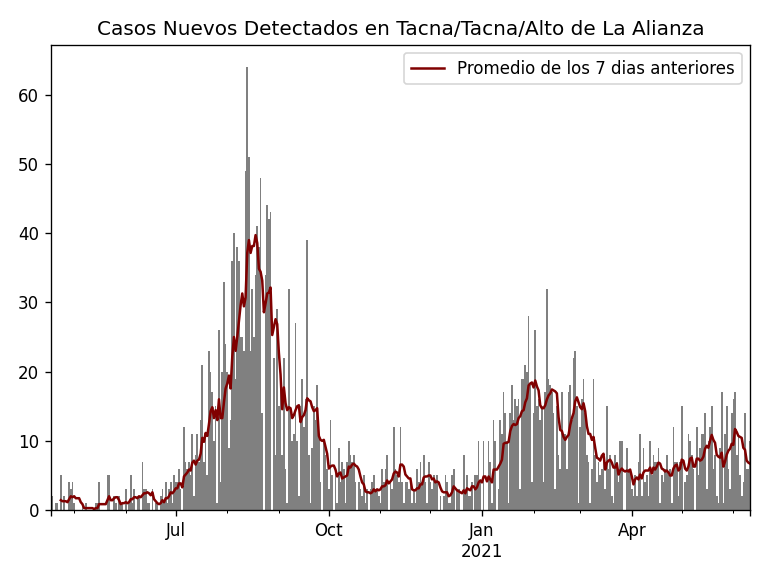 Casos Nuevos Detectados en Tacna/Tacna/Alto de La Alianza
Promedio de los 7 dias anteriores
60
50
40
30
20
10
0
Jul
Oct
Jan
2021
Apr